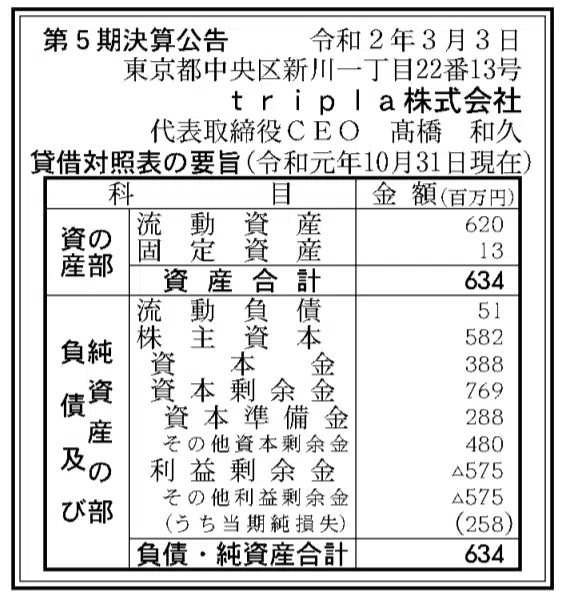 第5期決算公告 令和2年3月3日
東京都中央区新川一丁目22番13号
tripla株式会社
代表取締役CEO 髙橋 和久
貸借対照表の要旨(令和元年10月31日現在)
科目 金額(百万円)
資産の部
流動資産 620
固定資産 13
資産合計 634
負債及び純資産の部
流動負債 51
株主資本 582
資本金 388
資本剰余金 769
資本準備金 288
その他資本剰余金 480
利益剰余金 △575
その他利益剰余金 △575
(うち当期純損失) (258)
負債・純資産合計 634